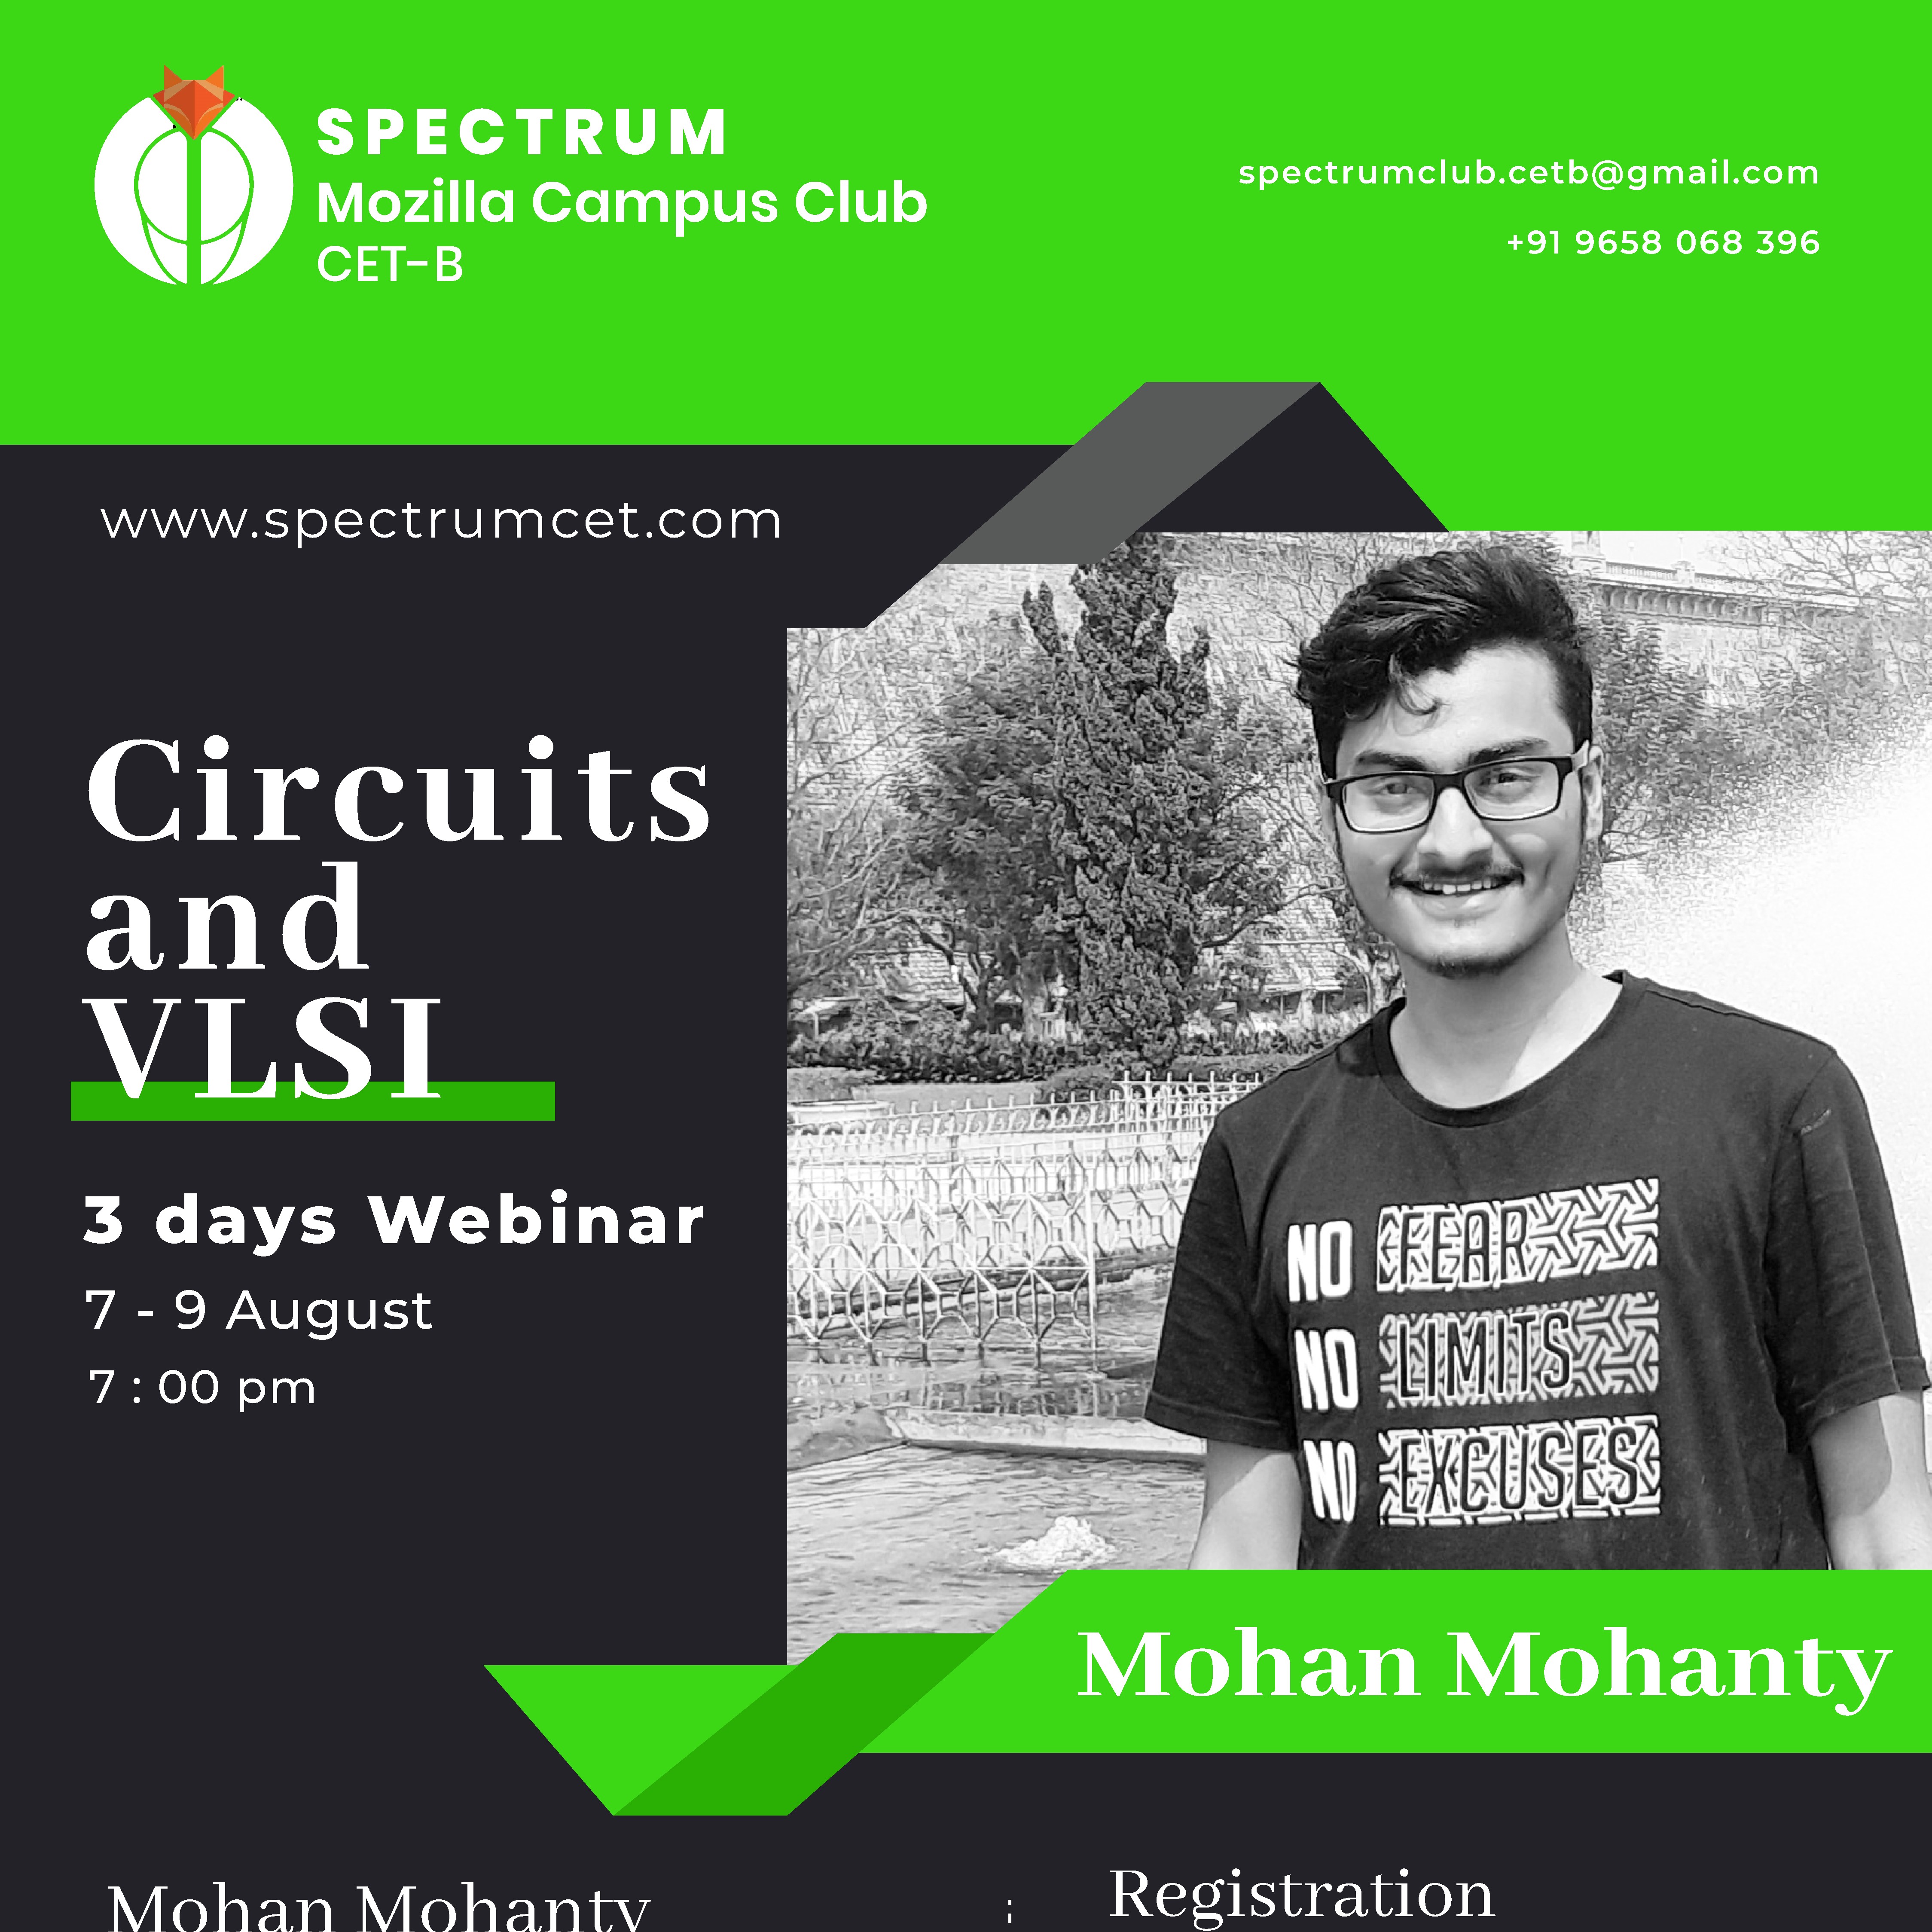 SPECTRUM
Mozilla Campus Club
CET-B
spectrumclub.cetb@gmail.com
+91 9658 068 396
www.spectrumcet.com
Circuits
and
VLSI
3 days Webinar
7 - 9 August
7 : 00 pm
NO FEAR
NO LIMITS
NO EXCUSES
Mohan Mohanty
Mohan Mohanty
Registration